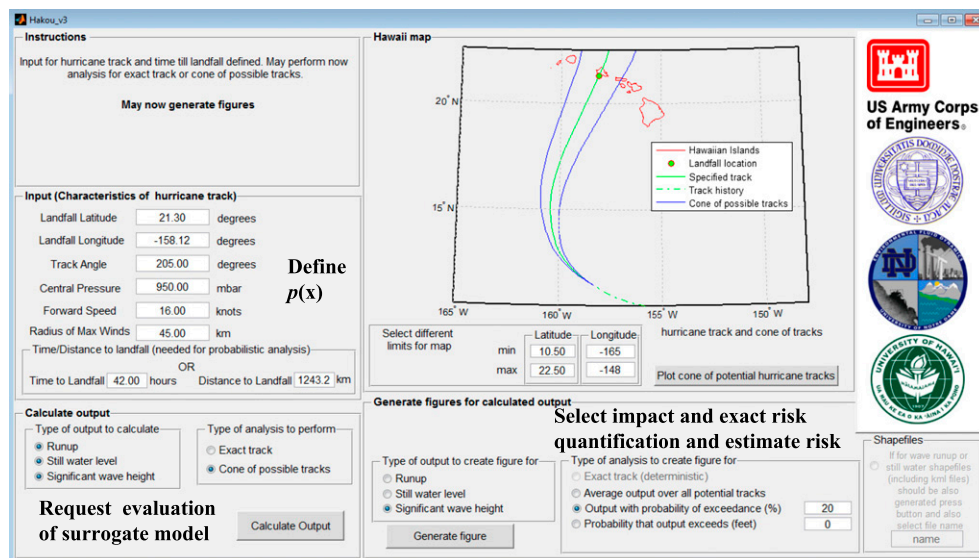 Hakou_v3
Instructions
Input for hurricane track and time till landfall defined. May perform now
analysis for exact track or cone of possible tracks.
May now generate figures
Input (Characteristics of hurricane track)
Landfall Latitude 21.30 degrees
Landfall Longitude -158.12 degrees
Track Angle 205.00 degrees
Central Pressure 950.00 mbar
Forward Speed 16.00 knots
Radius of Max Winds 45.00 km
Define
p(x)
Time/Distance to landfall (needed for probabilistic analysis)
OR
Time to Landfall 42.00 hours Distance to Landfall 1243.2 km
Calculate output
Type of output to calculate
Runup
Still water level
Significant wave height
Type of analysis to perform
Exact track
Cone of possible tracks
Request evaluation
of surrogate model
Calculate Output
Hawaii map
20° N
15° N
165° W
160° W
155° W
150° W
Hawaiian Islands
Landfall location
Specified track
Track history
Cone of possible tracks
Select different
limits for map
Latitude Longitude
min 10.50 -165
max 22.50 -148
hurricane track and cone of tracks
Plot cone of potential hurricane tracks
Generate figures for calculated output
Select impact and exact risk
quantification and estimate risk
Type of output to create figure for
Runup
Still water level
Significant wave height
Generate figure
Type of analysis to create figure for
Exact track (deterministic)
Average output over all potential tracks
Output with probability of exceedance (%) 20
Probability that output exceeds (feet) 0
US Army Corps
of Engineers®
UNIVERSITY OF HAWAI'I
Shapefiles
If for wave runup or
still water shapefiles
(including kml files)
should be also
generated press
button and also
select file name
name